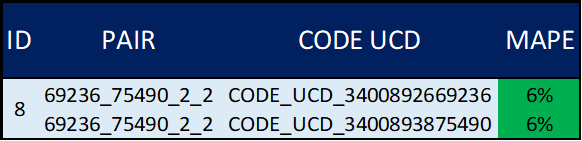 ID PAIR CODE UCD MAPE
69236_75490_2_2 CODE_UCD_3400892669236 6%
8
69236_75490_2_2 CODE_UCD_3400893875490 6%